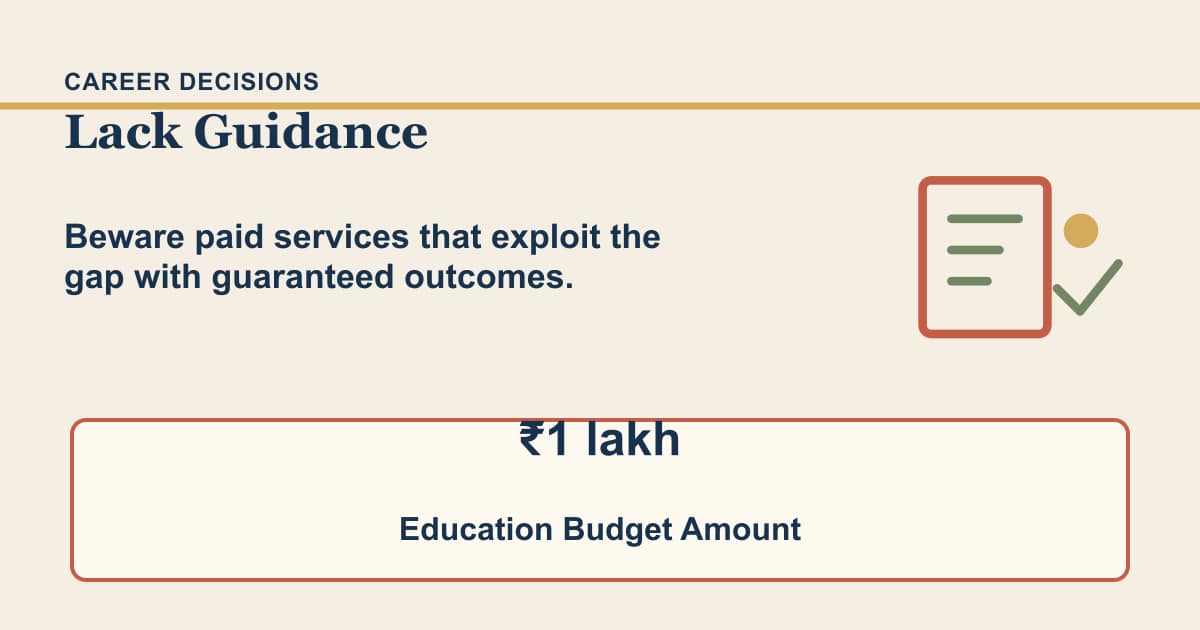 CAREER DECISIONS
Lack Guidance
Beware paid services that exploit the
gap with guaranteed outcomes.
₹1 lakh
Education Budget Amount